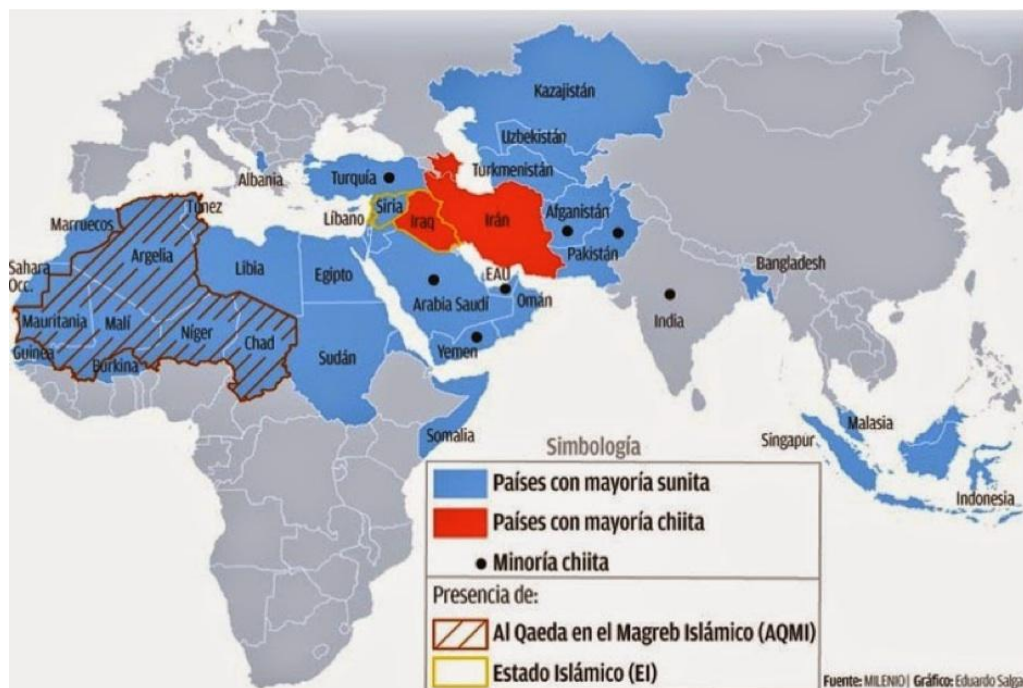 Kazajistán
Uzbekistán
Turkmenistán
Albania
Turquía
Líbano
Siria
Iraq
Irán
Afganistán
Pakistán
Marruecos
Túnez
Argelia
Libia
Egipto
EAU
Arabia Saudí
Omán
Bangladesh
India
Sahara
Occ.
Mauritania
Malí
Níger
Chad
Guinea
Burkina
Sudán
Yemen
Somalia
Malasia
Singapur
Indonesia
Simbología
Países con mayoría sunita
Países con mayoría chiita
Minoría chiita
Presencia de:
Al Qaeda en el Magreb Islámico (AQMI)
Estado Islámico (EI)
Fuente: MILENIO | Gráfico: Eduardo Salga